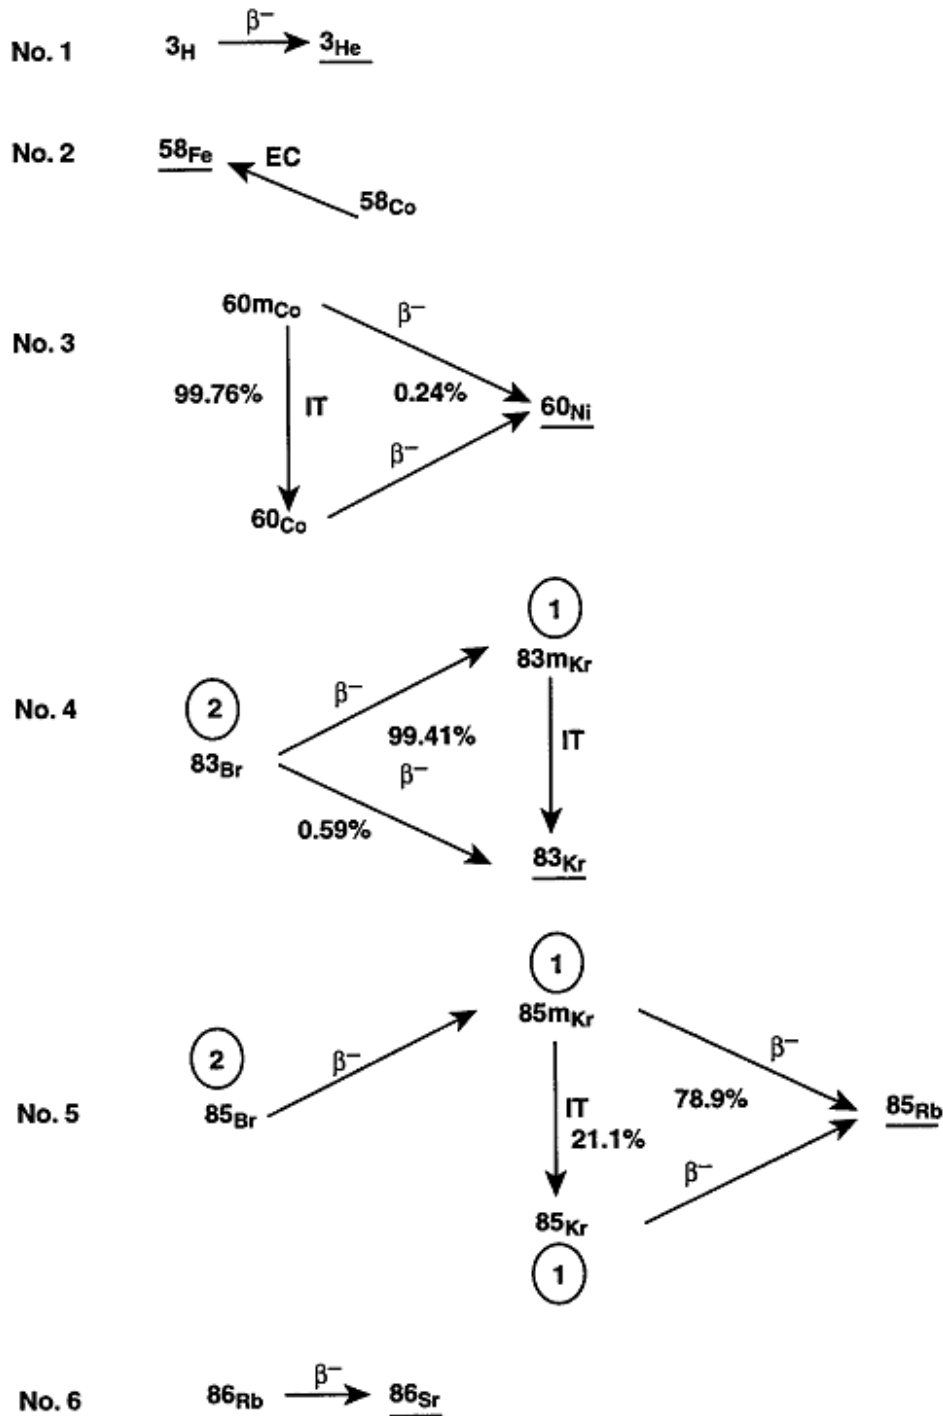 No. 1 3H β− 3He
No. 2 58Fe EC 58Co
60mCo β−
No. 3 99.76% IT 0.24% 60Ni
β−
60Co
1
83mKr
No. 4 2 β−
83Br 99.41% IT
β−
0.59%
83Kr
1
85mKr
2 β− β−
No. 5 85Br IT 78.9% 85Rb
21.1%
β−
85Kr
1
No. 6 86Rb β− 86Sr